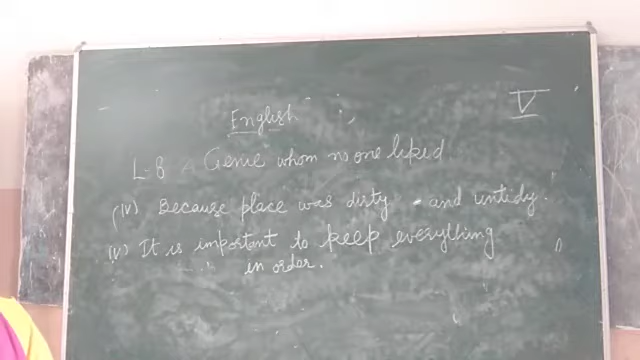 English
V
L-8 A Genie whom no one liked
(iv) Because place was dirty and untidy.
(v) It is important to keep everything
in order.